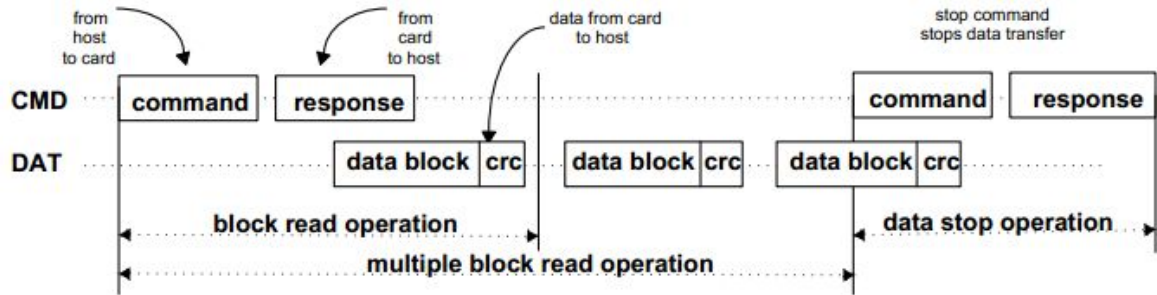 from
host
to card
from
card
to host
data from card
to host
stop command
stops data transfer
CMD
command
response
command
response
DAT
data block
crc
data block
crc
data block
crc
block read operation
data stop operation
multiple block read operation